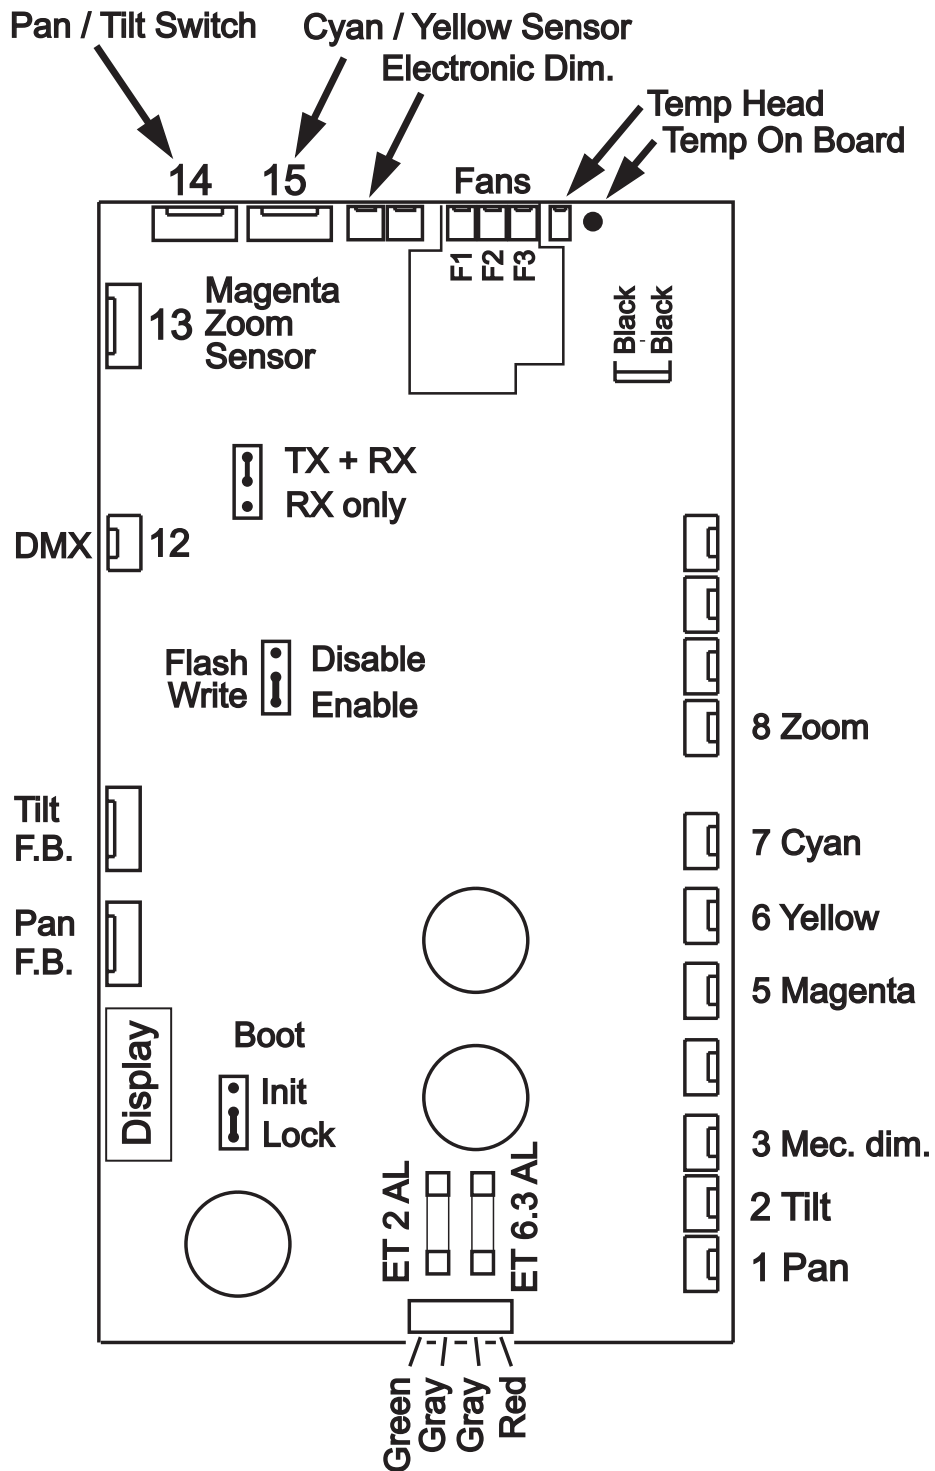 Pan / Tilt Switch
Cyan / Yellow Sensor
Electronic Dim.
Temp Head
Temp On Board
14
15
Fans
F1
F2
F3
13
Magenta
Zoom
Sensor
Black
Black
TX + RX
RX only
DMX
12
Flash
Write
Disable
Enable
8 Zoom
Tilt
F.B.
7 Cyan
Pan
F.B.
6 Yellow
5 Magenta
Display
Boot
Init
Lock
3 Mec. dim.
ET 2 AL
ET 6.3 AL
2 Tilt
1 Pan
Green
Gray
Gray
Red